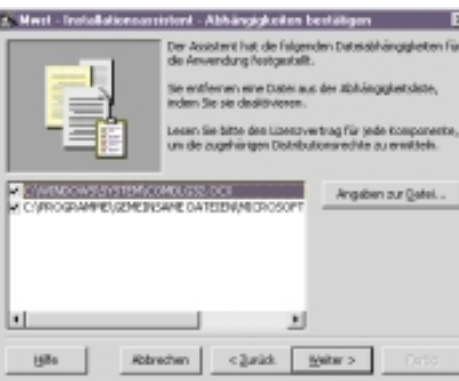 Mwst - Installationsassistent - Abhängigkeiten bestätigen
Der Assistent hat die folgenden Dateiabhängigkeiten für
die Anwendung festgestellt.
Sie entfernen eine Datei aus der Abhängigkeitsliste,
indem Sie sie deaktivieren.
Lesen Sie bitte den Lizenzvertrag für jede Komponente,
um die zugehörigen Distributionsrechte zu ermitteln.
C:\WINDOWS\SYSTEM\COMDLG32.OCX
C:\PROGRAMME\GEMEINSAME DATEIEN\MICROSOFT
Angaben zur Datei...
Hilfe
Abbrechen
< Zurück
Weiter >
Fertig